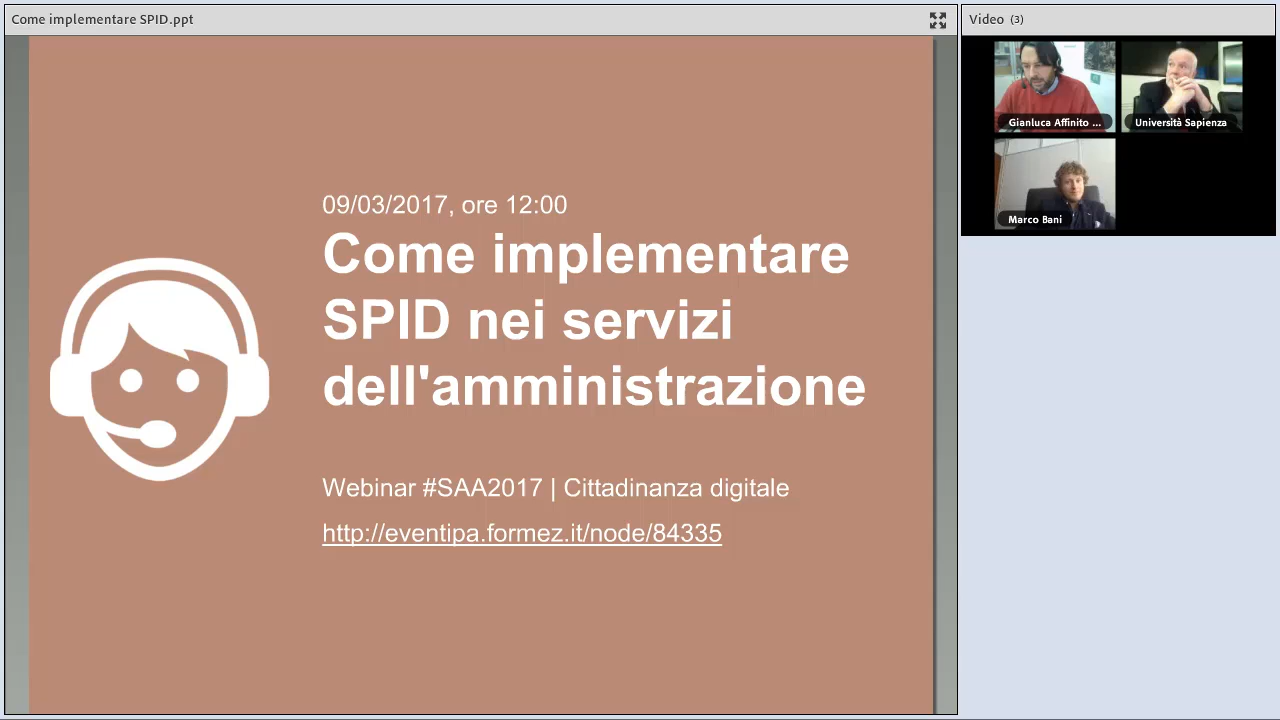 Come implementare SPID.ppt
Video (3)
Gianluca Affinito ...
Università Sapienza
Marco Bani
09/03/2017, ore 12:00
Come implementare
SPID nei servizi
dell'amministrazione
Webinar #SAA2017 | Cittadinanza digitale
http://eventipa.formez.it/node/84335